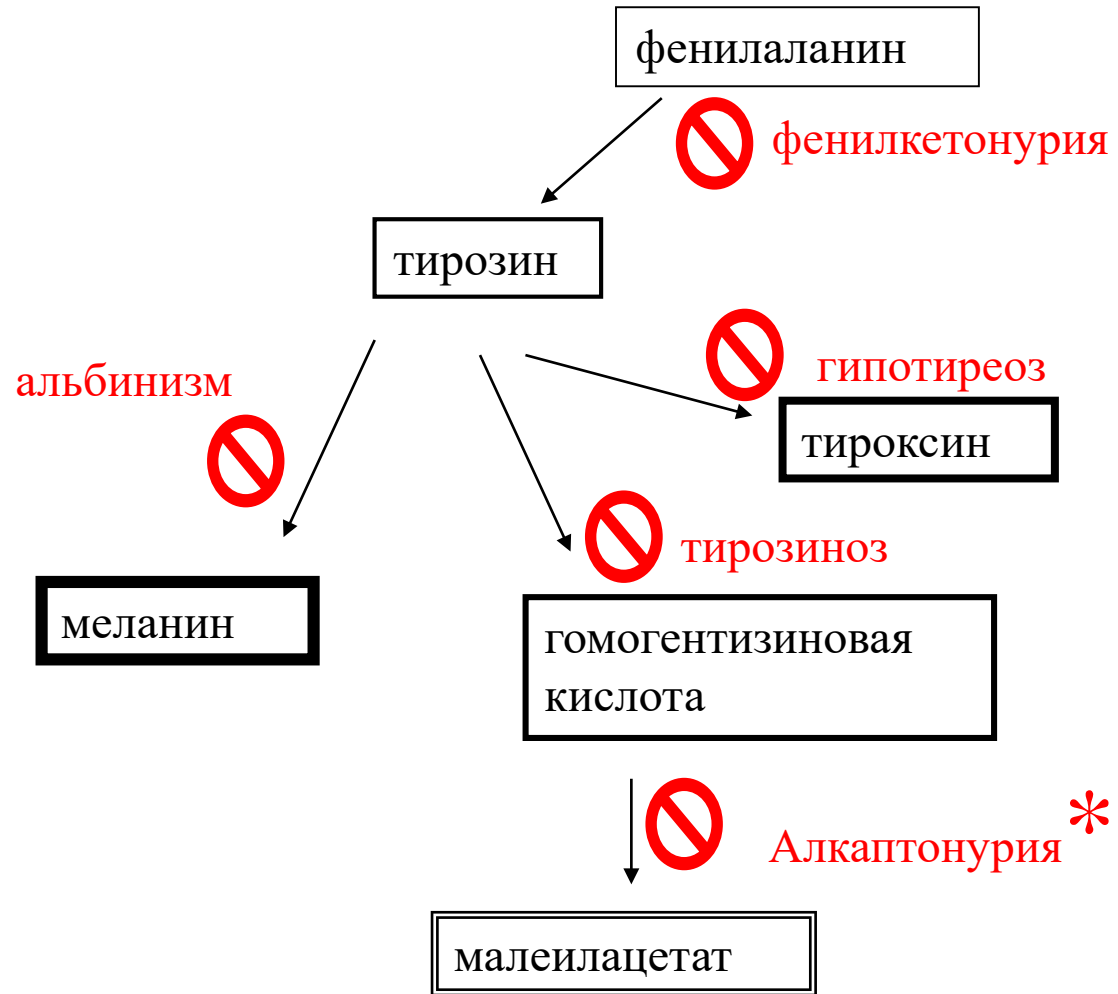 фенилаланин
фенилкетонурия
тирозин
альбинизм
гипотиреоз
тироксин
тирозиноз
меланин
гомогентизиновая
кислота
Алкаптонурия*
малеилацетат